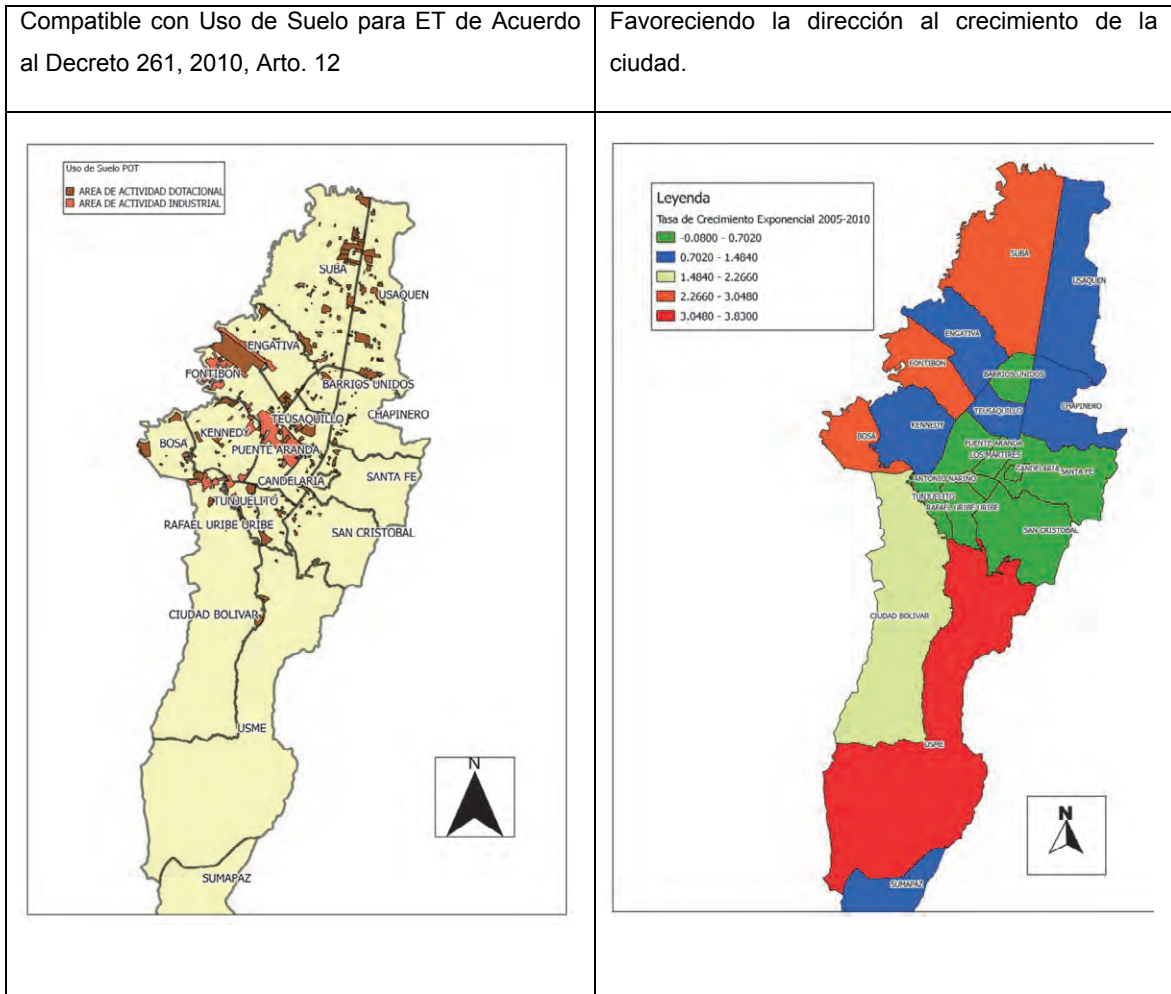 Compatible con Uso de Suelo para ET de Acuerdo
al Decreto 261, 2010, Arto. 12
Favoreciendo la dirección al crecimiento de la
ciudad.
Uso de Suelo POT
AREA DE ACTIVIDAD DOTACIONAL
AREA DE ACTIVIDAD INDUSTRIAL
SUBA
USAQUEN
ENGATIVA
FONTIBON
BARRIOS UNIDOS
CHAPINERO
TEUSAQUILLO
KENNEDY
BOSA
PUENTE ARANDA
SANTA FE
CANDELARIA
TUNJUELITO
RAFAEL URIBE URIBE
SAN CRISTOBAL
CIUDAD BOLIVAR
USME
N
SUMAPAZ
Leyenda
Tasa de Crecimiento Exponencial 2005-2010
-0.0800 - 0.7020
0.7020 - 1.4840
1.4840 - 2.2660
2.2660 - 3.0480
3.0480 - 3.8300
SUBA
USAQUEN
ENGATIVA
FONTIBON
BARRIOS UNIDOS
CHAPINERO
TEUSAQUILLO
KENNEDY
BOSA
PUENTE ARANDA
LOS MARTIRES
CANDELARIA
SANTA FE
ANTONIO NARIÑO
TUNJUELITO
RAFAEL URIBE URIBE
SAN CRISTOBAL
CIUDAD BOLIVAR
USME
N
SUMAPAZ